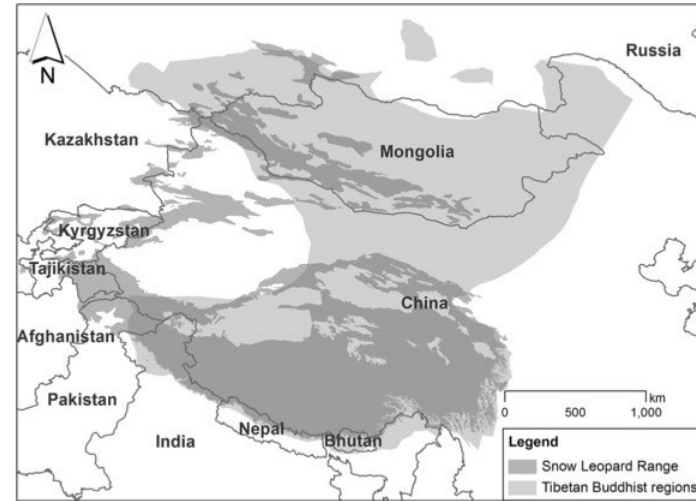 N
Russia
Kazakhstan
Mongolia
Kyrgyzstan
Tajikistan
China
Afghanistan
Pakistan
India
Nepal
Bhutan
km
0 500 1,000
Legend
Snow Leopard Range
Tibetan Buddhist regions